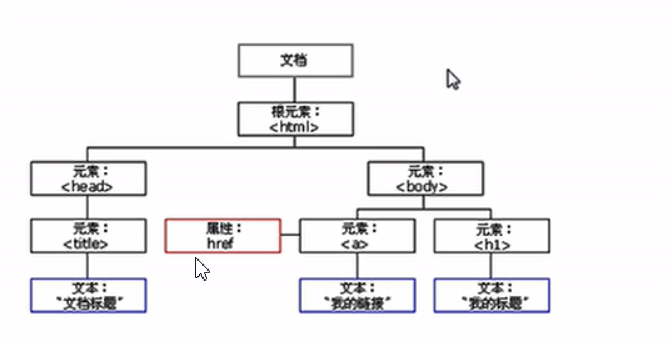 文档
根元素：
<html>
元素：
<head>
元素：
<body>
元素：
<title>
属性：
href
元素：
<a>
元素：
<h1>
文本：
"文档标题"
文本：
"我的链接"
文本：
"我的标题"